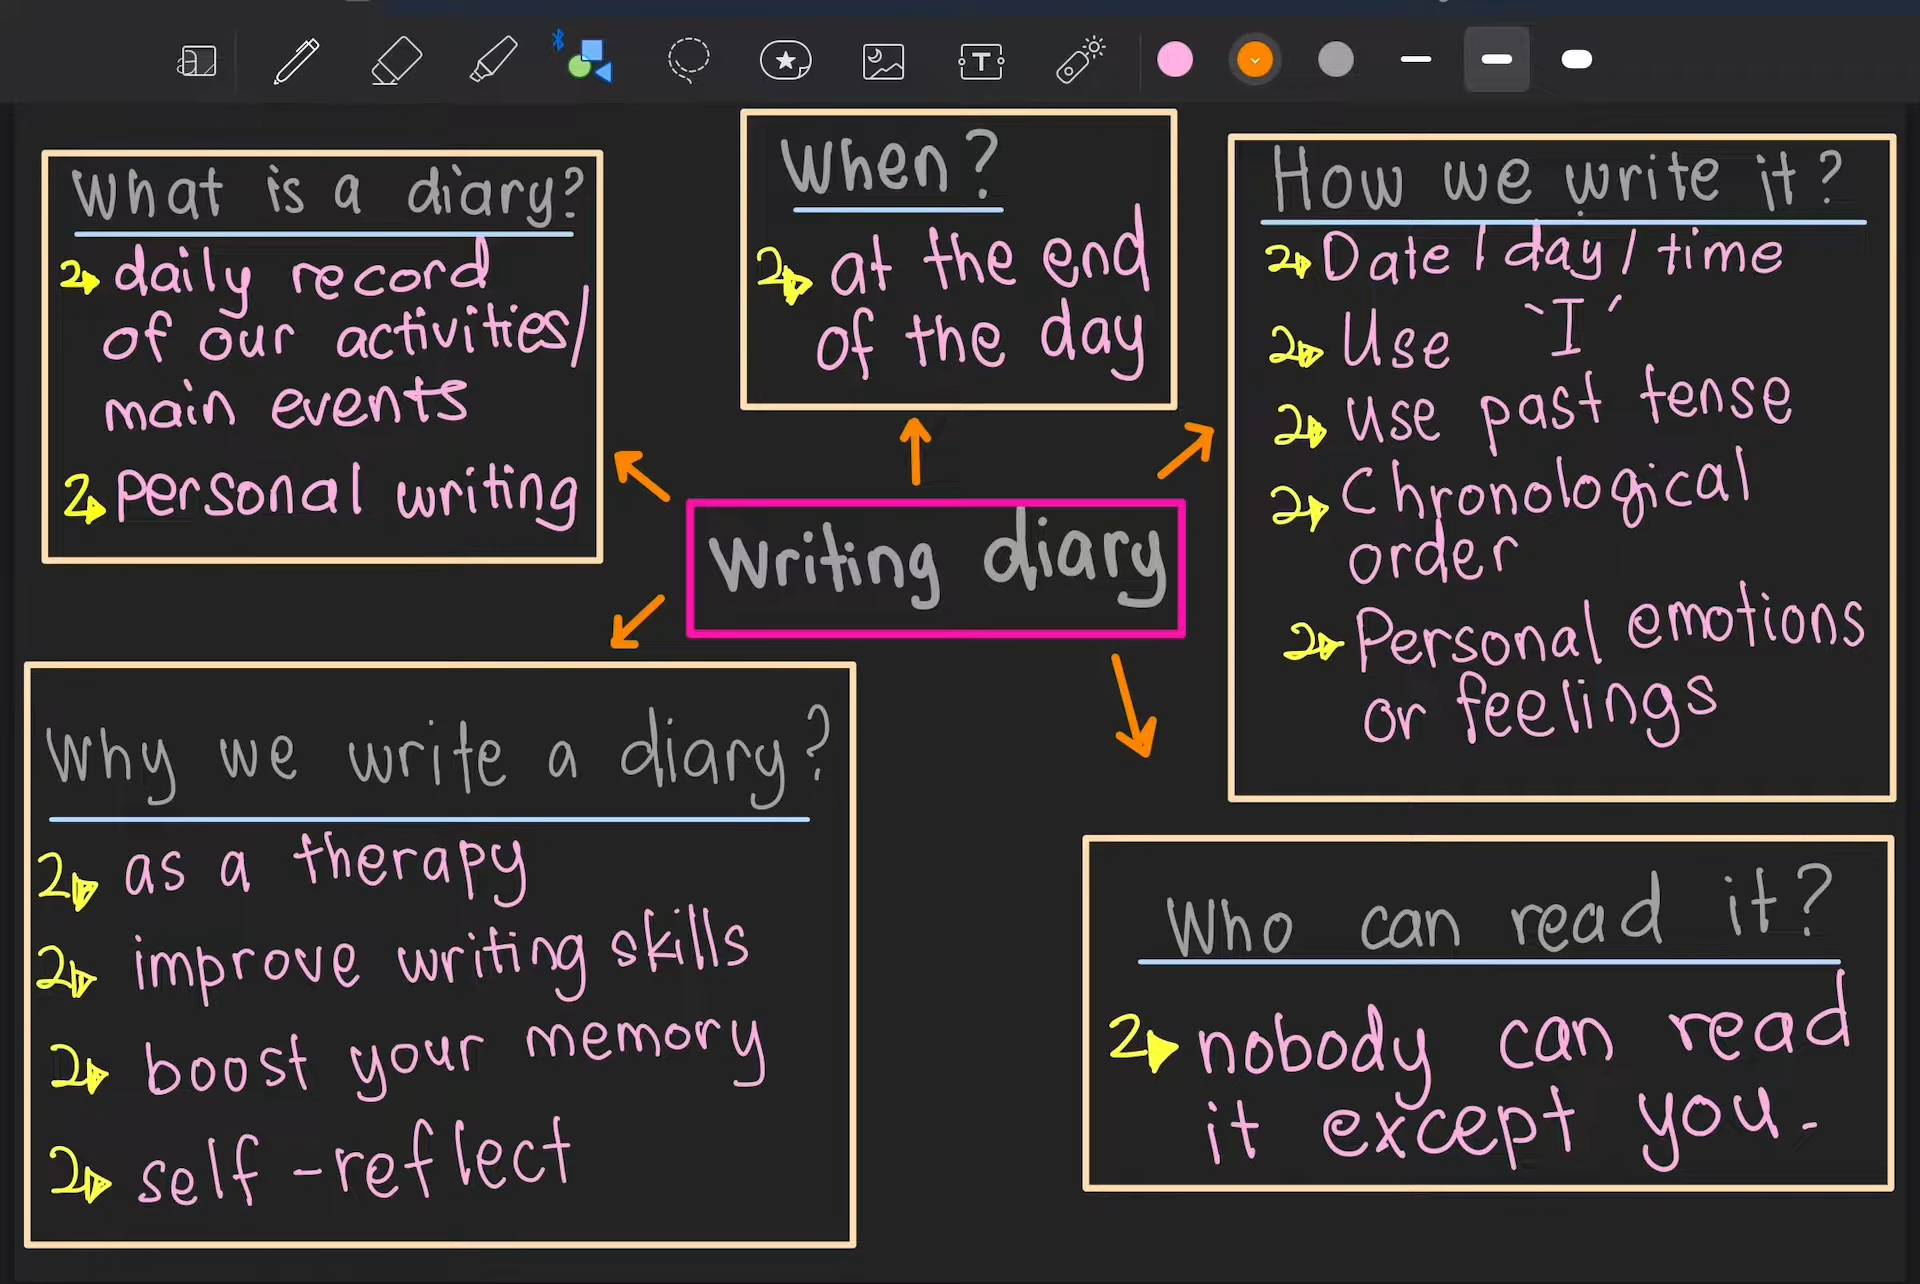 What is a diary?
daily record
of our activities/
main events
personal writing
When?
at the end
of the day
How we write it?
Date / day / time
Use 'I'
use past tense
Chronological
order
Personal emotions
or feelings
Writing diary
Why we write a diary?
as a therapy
improve writing skills
boost your memory
self-reflect
Who can read it?
nobody can read
it except you.